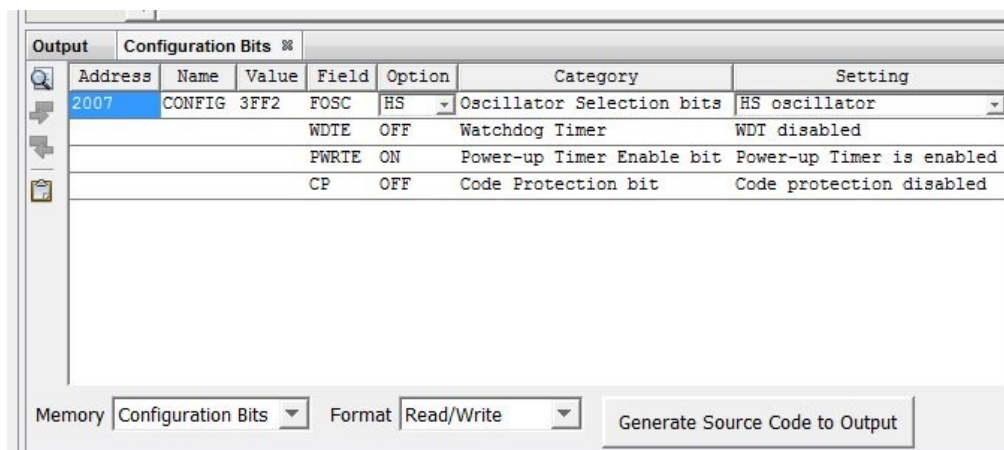 Output Configuration Bits
Address Name Value Field Option Category Setting
2007 CONFIG 3FF2 FOSC HS Oscillator Selection bits HS oscillator
WDTE OFF Watchdog Timer WDT disabled
PWRTE ON Power-up Timer Enable bit Power-up Timer is enabled
CP OFF Code Protection bit Code protection disabled
Memory Configuration Bits Format Read/Write Generate Source Code to Output